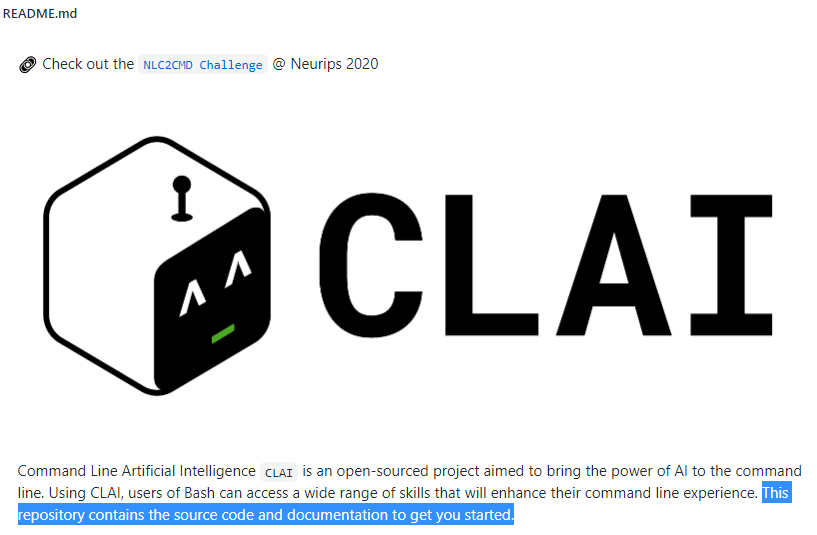 README.md
Check out the NLC2CMD Challenge @ Neurips 2020
CLAI
Command Line Artificial Intelligence CLAI is an open-sourced project aimed to bring the power of AI to the command
line. Using CLAI, users of Bash can access a wide range of skills that will enhance their command line experience. This
repository contains the source code and documentation to get you started.